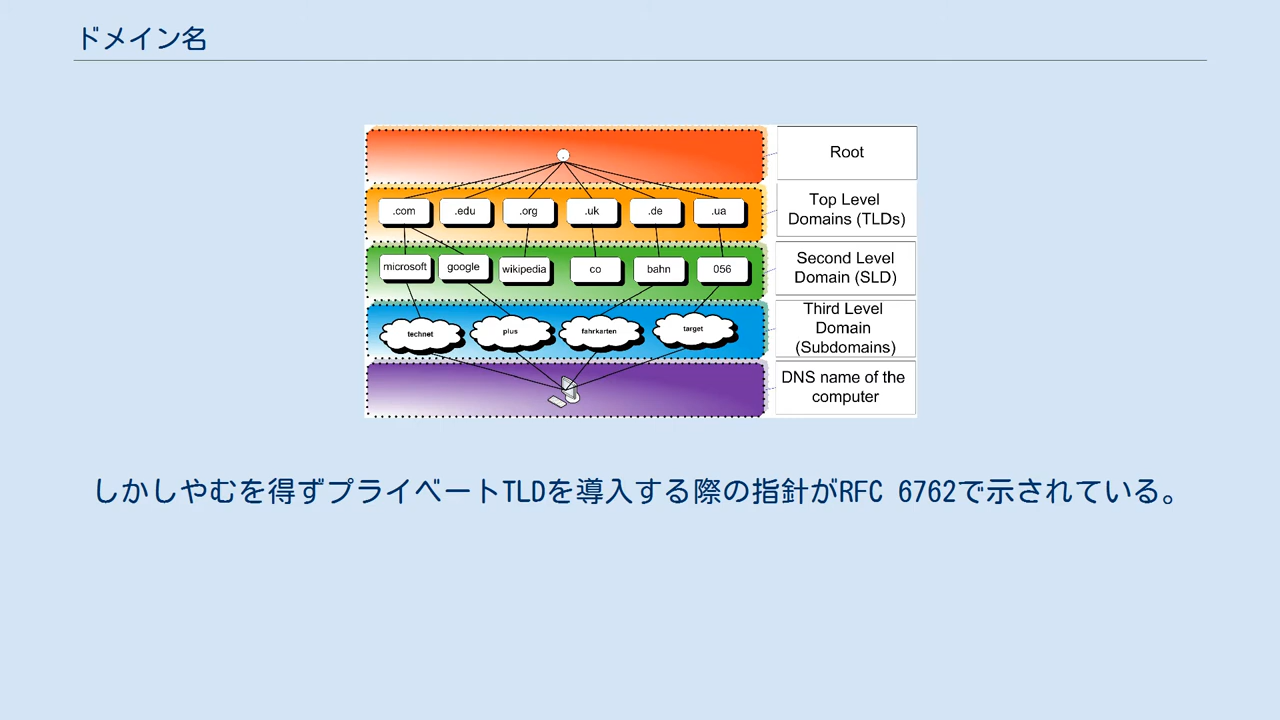 ドメイン名
.
Root
.com .edu .org .uk .de .ua
Top Level
Domains (TLDs)
microsoft google wikipedia co bahn 056
Second Level
Domain (SLD)
technet plus fahrkarten target
Third Level
Domain
(Subdomains)
DNS name of the
computer
しかしやむを得ずプライベートTLDを導入する際の指針がRFC 6762で示されている。